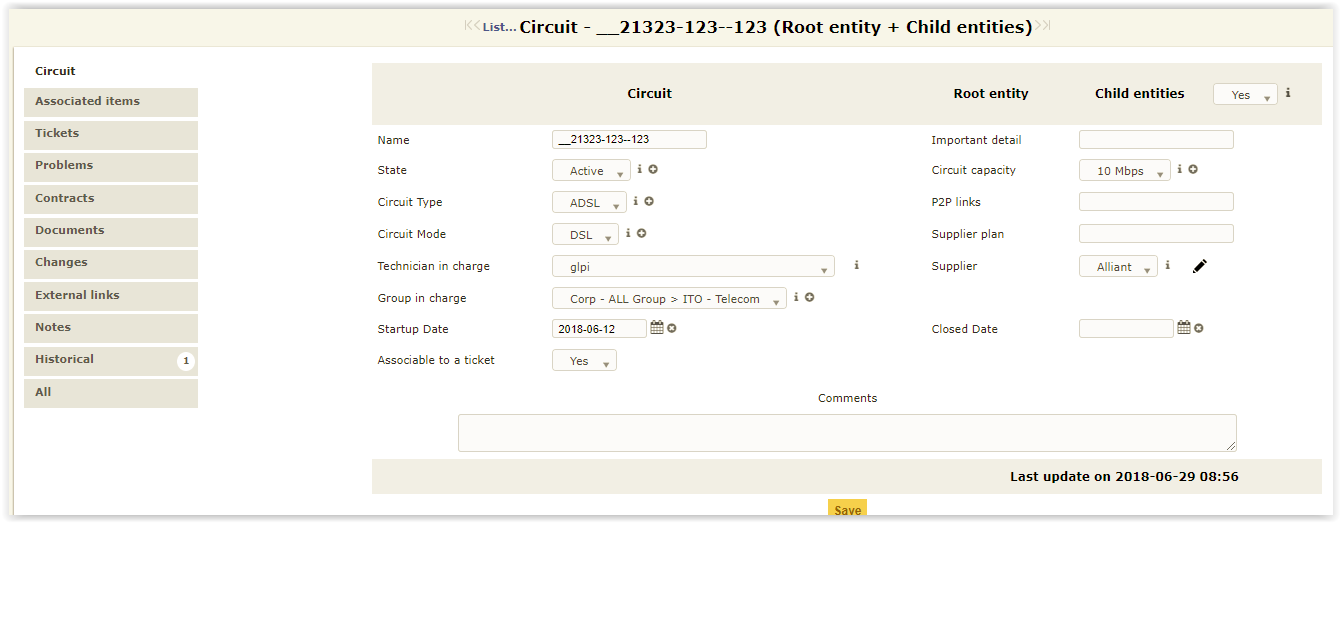 List... Circuit - __21323-123--123 (Root entity + Child entities)
Circuit
Associated items
Tickets
Problems
Contracts
Documents
Changes
External links
Notes
Historical 1
All
Circuit Root entity Child entities Yes
Name __21323-123--123 Important detail
State Active Circuit capacity 10 Mbps
Circuit Type ADSL P2P links
Circuit Mode DSL Supplier plan
Technician in charge glpi Supplier Alliant
Group in charge Corp - ALL Group > ITO - Telecom
Startup Date 2018-06-12 Closed Date
Associable to a ticket Yes
Comments
Last update on 2018-06-29 08:56
Save